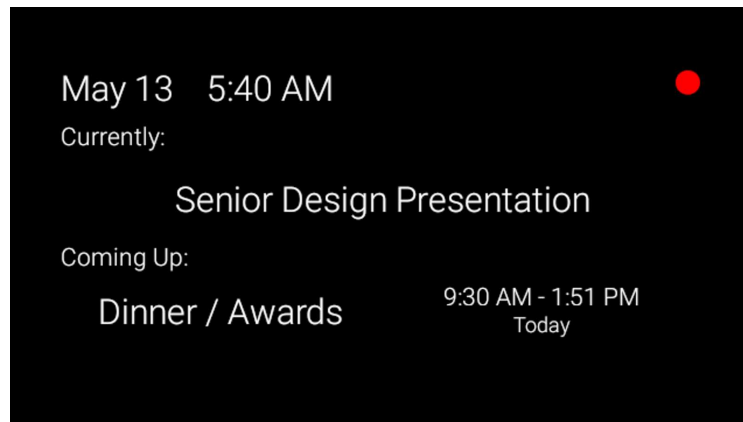 May 13 5:40 AM
Currently:
Senior Design Presentation
Coming Up:
Dinner / Awards
9:30 AM - 1:51 PM
Today